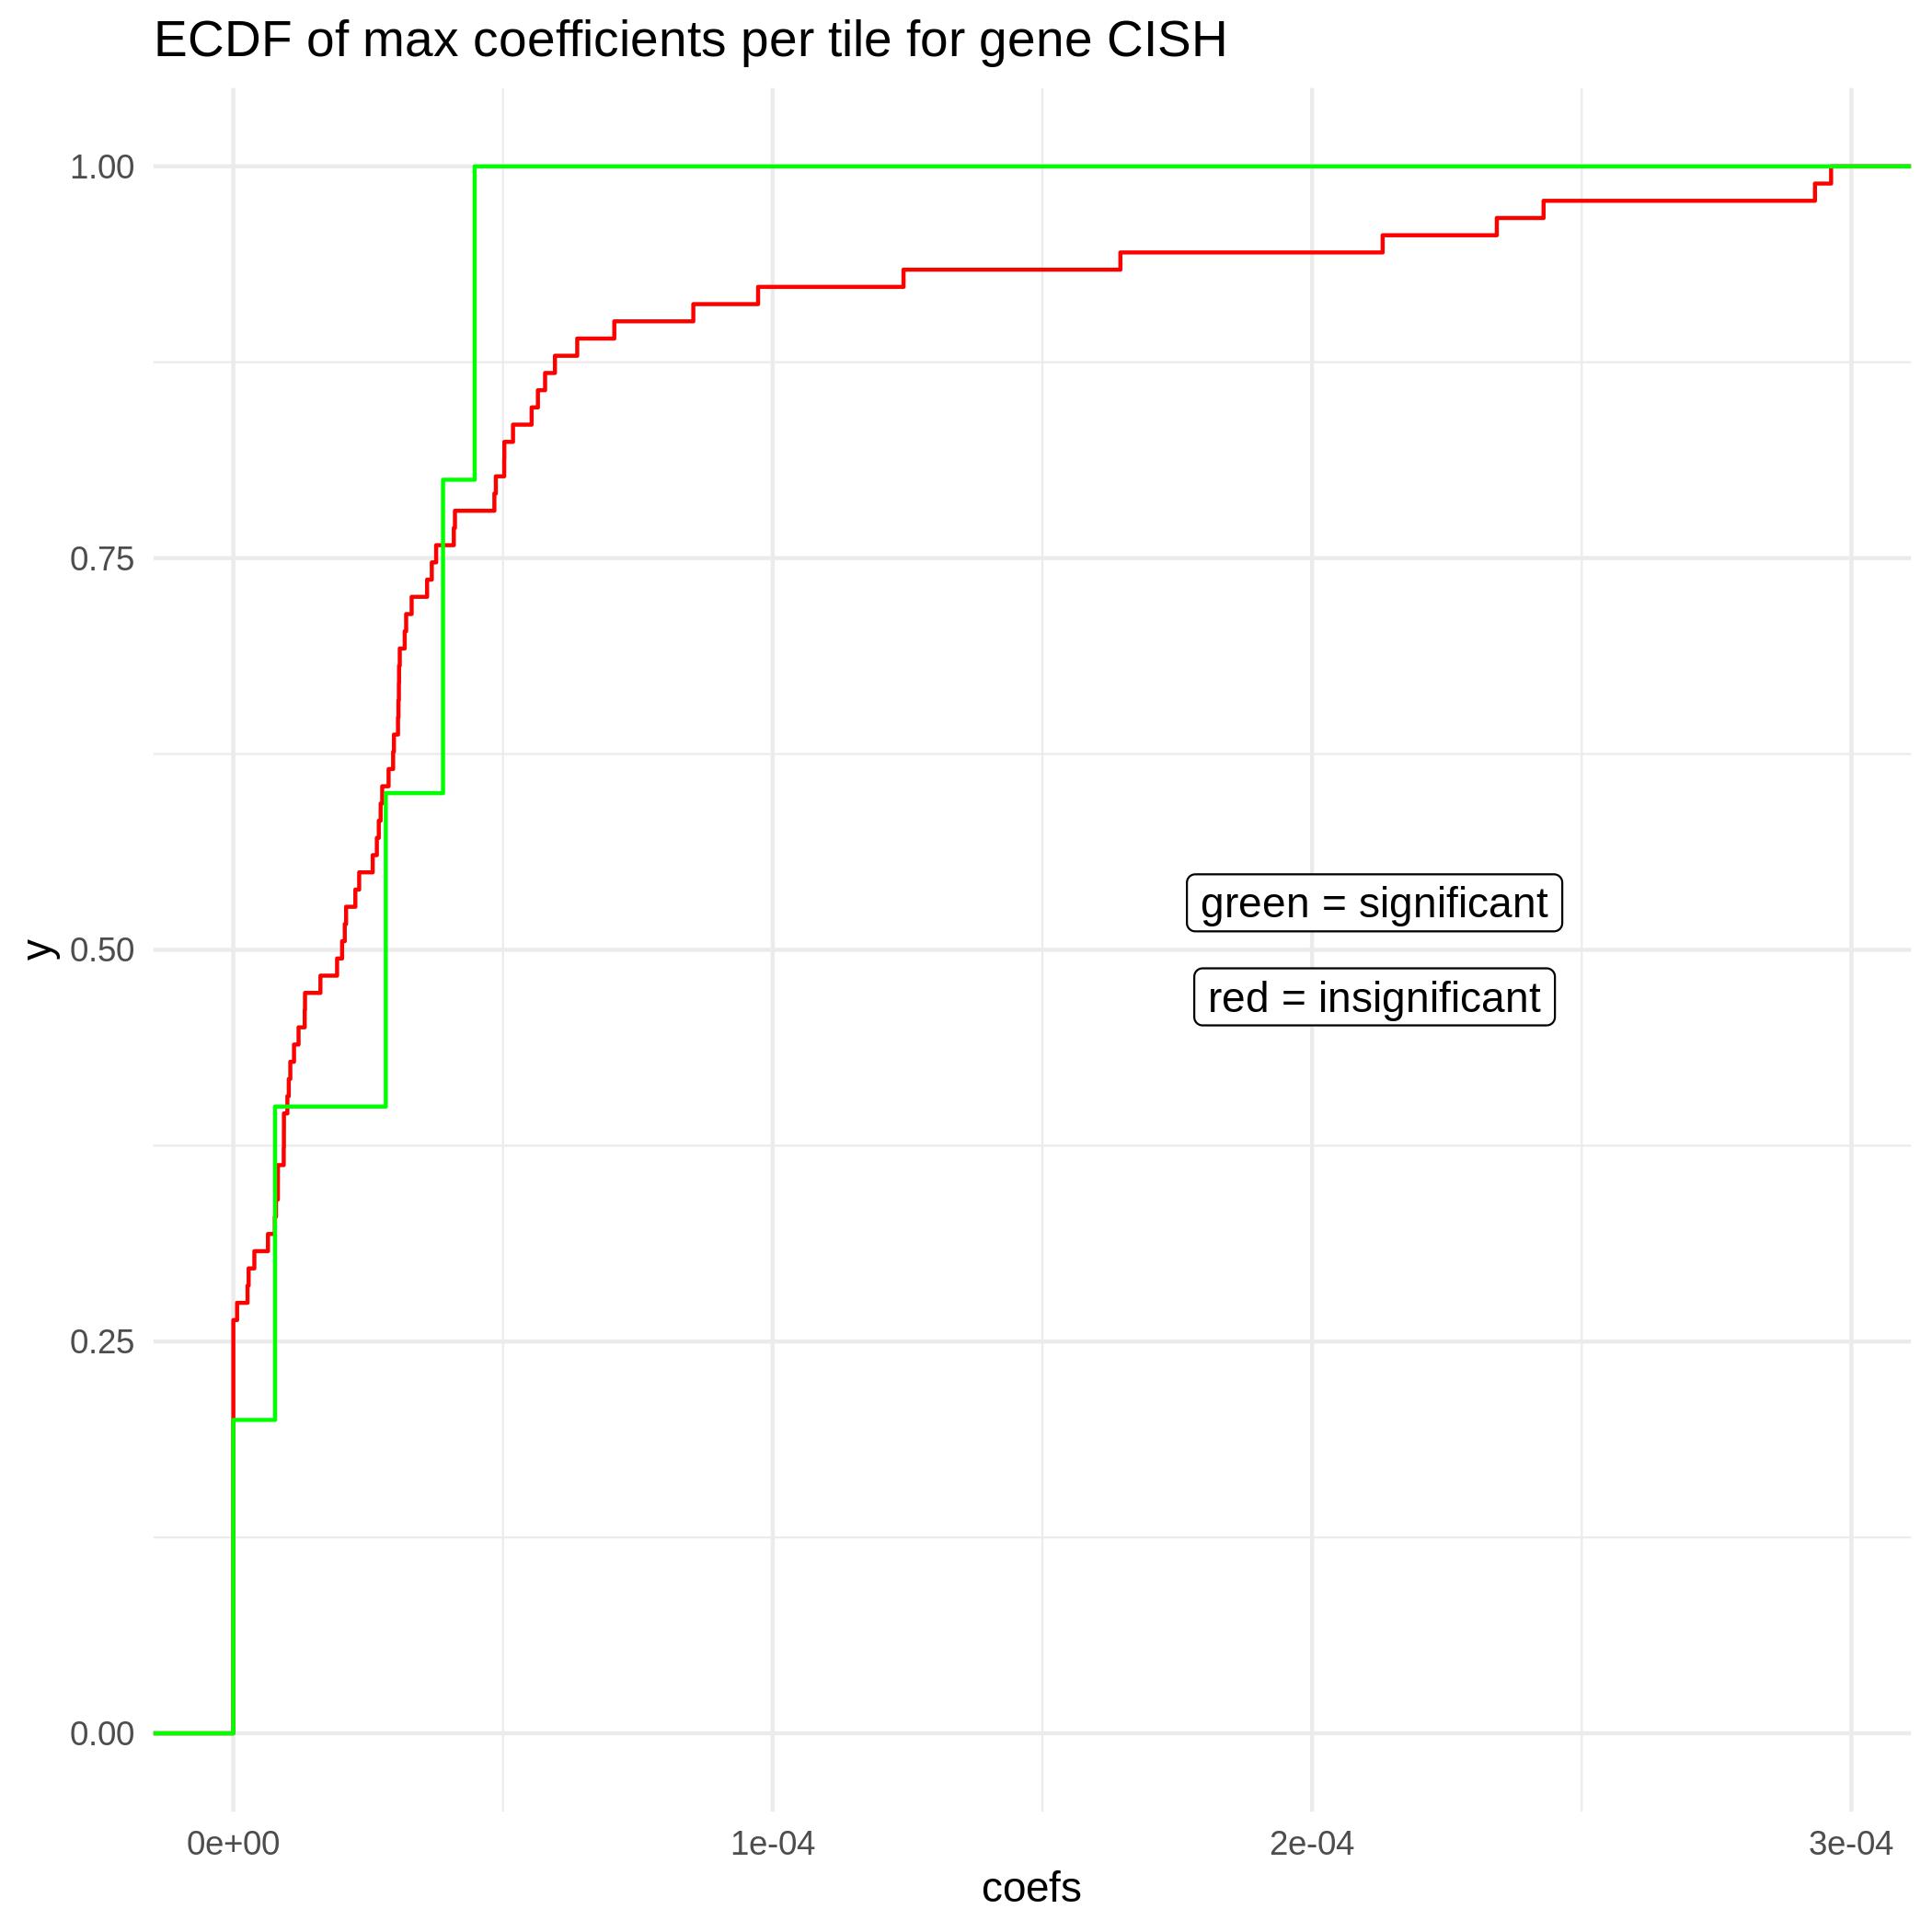 ECDF of max coefficients per tile for gene CISH
1.00
0.75
0.50
0.25
0.00
y
green = significant
red = insignificant
0e+00 1e-04 2e-04 3e-04
coefs